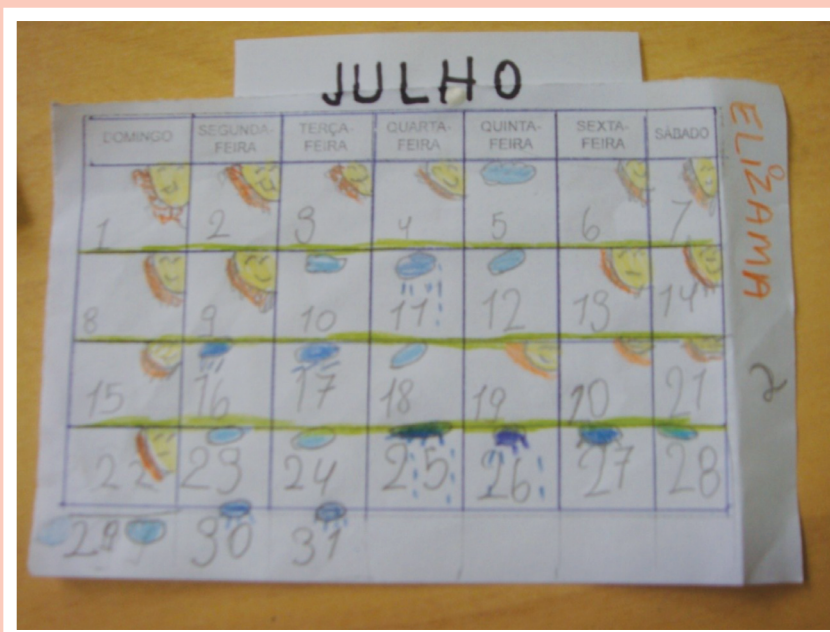 JULHO
DOMINGO SEGUNDA-FEIRA TERÇA-FEIRA QUARTA-FEIRA QUINTA-FEIRA SEXTA-FEIRA SÁBADO
1 2 3 4 5 6 7
8 9 10 11 12 13 14
15 16 17 18 19 20 21
22 23 24 25 26 27 28
29 30 31
ELIZAMA
2